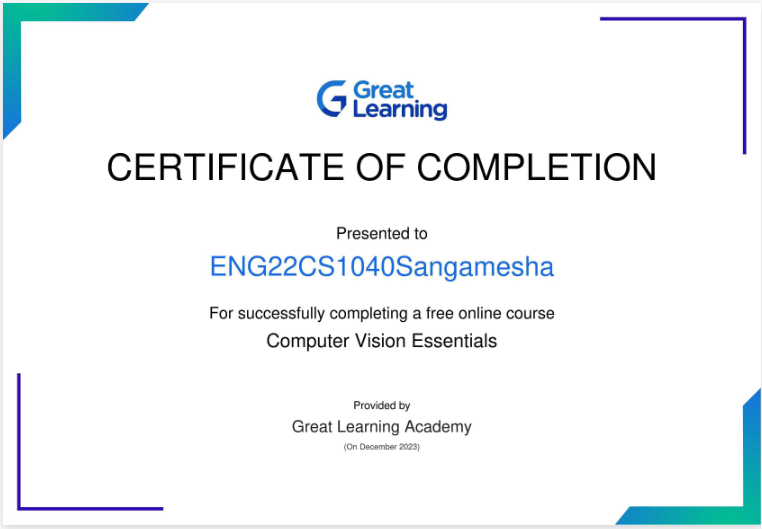 Great
Learning
CERTIFICATE OF COMPLETION
Presented to
ENG22CS1040Sangamesha
For successfully completing a free online course
Computer Vision Essentials
Provided by
Great Learning Academy
(On December 2023)